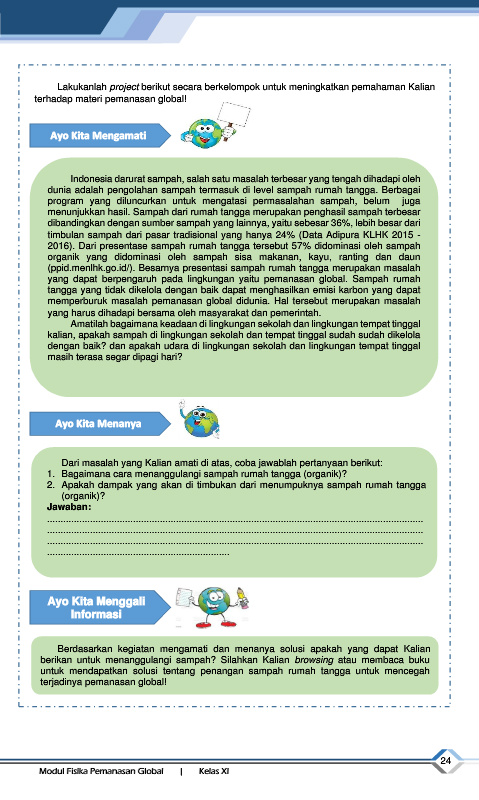 Lakukanlah project berikut secara berkelompok untuk meningkatkan pemahaman Kalian
terhadap materi pemanasan global!
Ayo Kita Mengamati
Indonesia darurat sampah, salah satu masalah terbesar yang tengah dihadapi oleh
dunia adalah pengolahan sampah termasuk di level sampah rumah tangga. Berbagai
program yang diluncurkan untuk mengatasi permasalahan sampah, belum juga
menunjukkan hasil. Sampah dari rumah tangga merupakan penghasil sampah terbesar
dibandingkan dengan sumber sampah yang lainnya, yaitu sebesar 36%, lebih besar dari
timbulan sampah dari pasar tradisional yang hanya 24% (Data Adipura KLHK 2015 -
2016). Dari presentase sampah rumah tangga tersebut 57% didominasi oleh sampah
organik yang didominasi oleh sampah sisa makanan, kayu, ranting dan daun
(ppid.menlhk.go.id/). Besarnya presentasi sampah rumah tangga merupakan masalah
yang dapat berpengaruh pada lingkungan yaitu pemanasan global. Sampah rumah
tangga yang tidak dikelola dengan baik dapat menghasilkan emisi karbon yang dapat
memperburuk masalah pemanasan global didunia. Hal tersebut merupakan masalah
yang harus dihadapi bersama oleh masyarakat dan pemerintah.
Amatilah bagaimana keadaan di lingkungan sekolah dan lingkungan tempat tinggal
kalian, apakah sampah di lingkungan sekolah dan tempat tinggal sudah sudah dikelola
dengan baik? dan apakah udara di lingkungan sekolah dan lingkungan tempat tinggal
masih terasa segar dipagi hari?
Ayo Kita Menanya
Dari masalah yang Kalian amati di atas, coba jawablah pertanyaan berikut:
1. Bagaimana cara menanggulangi sampah rumah tangga (organik)?
2. Apakah dampak yang akan di timbukan dari menumpuknya sampah rumah tangga
(organik)?
Jawaban:
Ayo Kita Menggali
Informasi
Berdasarkan kegiatan mengamati dan menanya solusi apakah yang dapat Kalian
berikan untuk menanggulangi sampah? Silahkan Kalian browsing atau membaca buku
untuk mendapatkan solusi tentang penangan sampah rumah tangga untuk mencegah
terjadinya pemanasan global!
24
Modul Fisika Pemanasan Global | Kelas XI